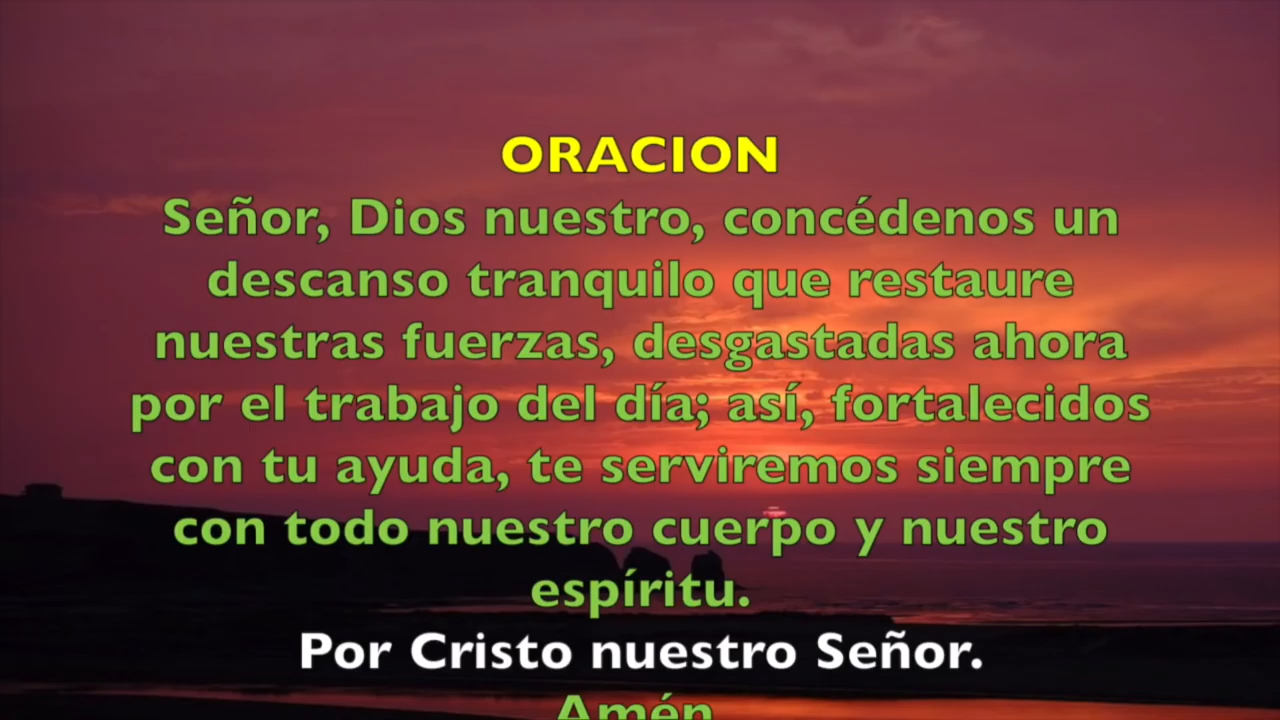 ORACION
Señor, Dios nuestro, concédenos un
descanso tranquilo que restaure
nuestras fuerzas, desgastadas ahora
por el trabajo del día; así, fortalecidos
con tu ayuda, te serviremos siempre
con todo nuestro cuerpo y nuestro
espíritu.
Por Cristo nuestro Señor.
Amén